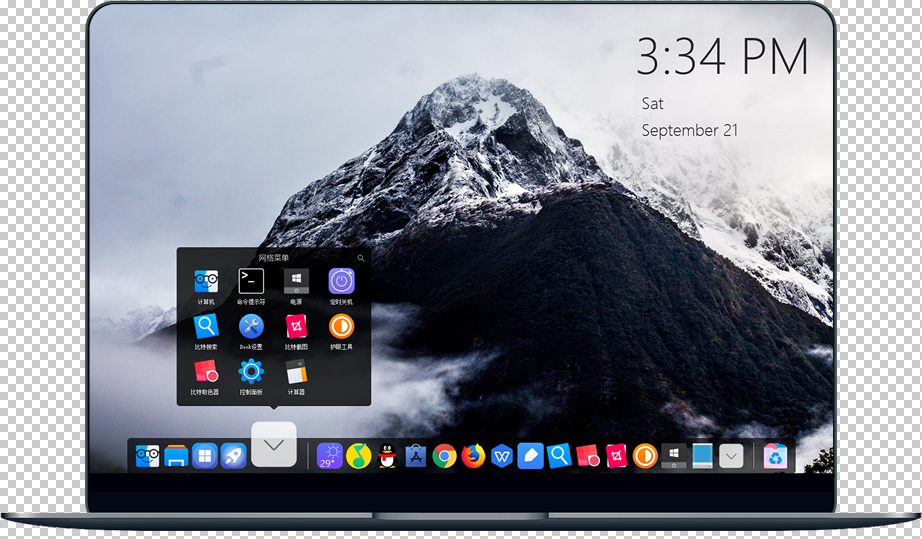 3:34 PM
Sat
September 21
网格菜单
计算机
命令提示符
电源
定时关机
比特搜索
Dock设置
比特截图
护眼工具
比特取色器
控制面板
计算器
29°